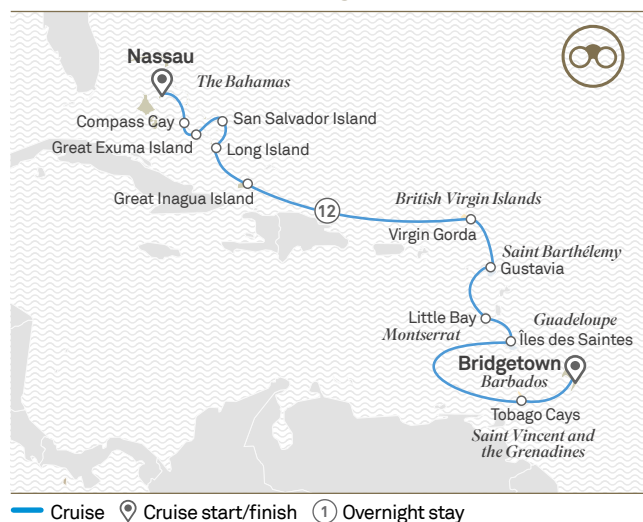 Nassau
The Bahamas
Compass Cay
San Salvador Island
Great Exuma Island
Long Island
Great Inagua Island
12
British Virgin Islands
Virgin Gorda
Saint Barthélemy
Gustavia
Little Bay
Montserrat
Guadeloupe
Îles des Saintes
Bridgetown
Barbados
Tobago Cays
Saint Vincent and
the Grenadines
Cruise Cruise start/finish 1 Overnight stay